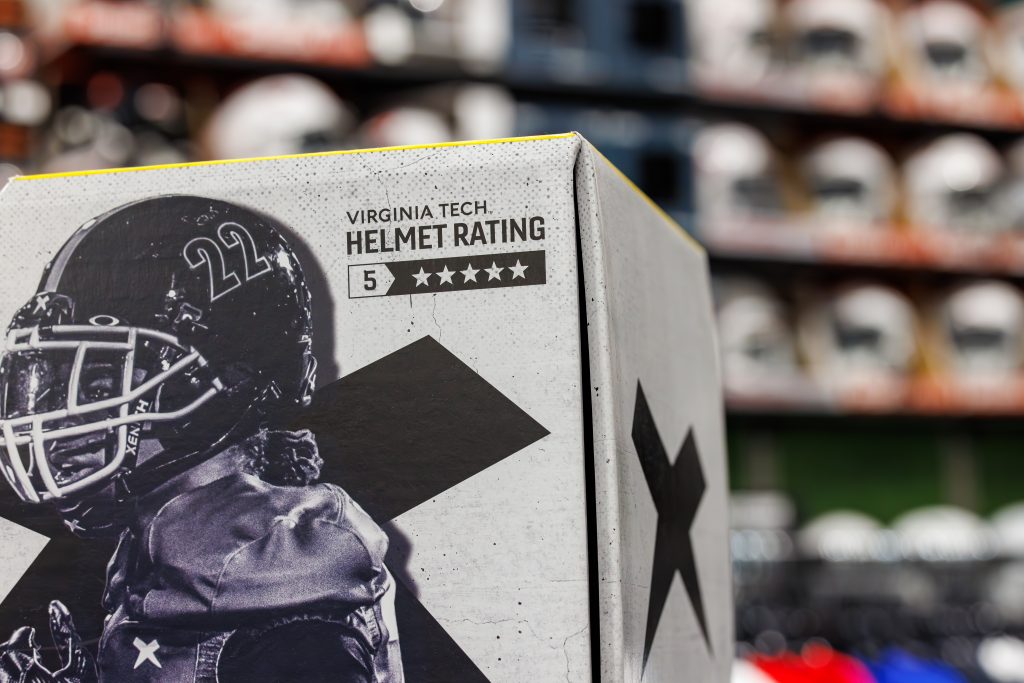 VIRGINIA TECH.
HELMET RATING
5
22
XENITH